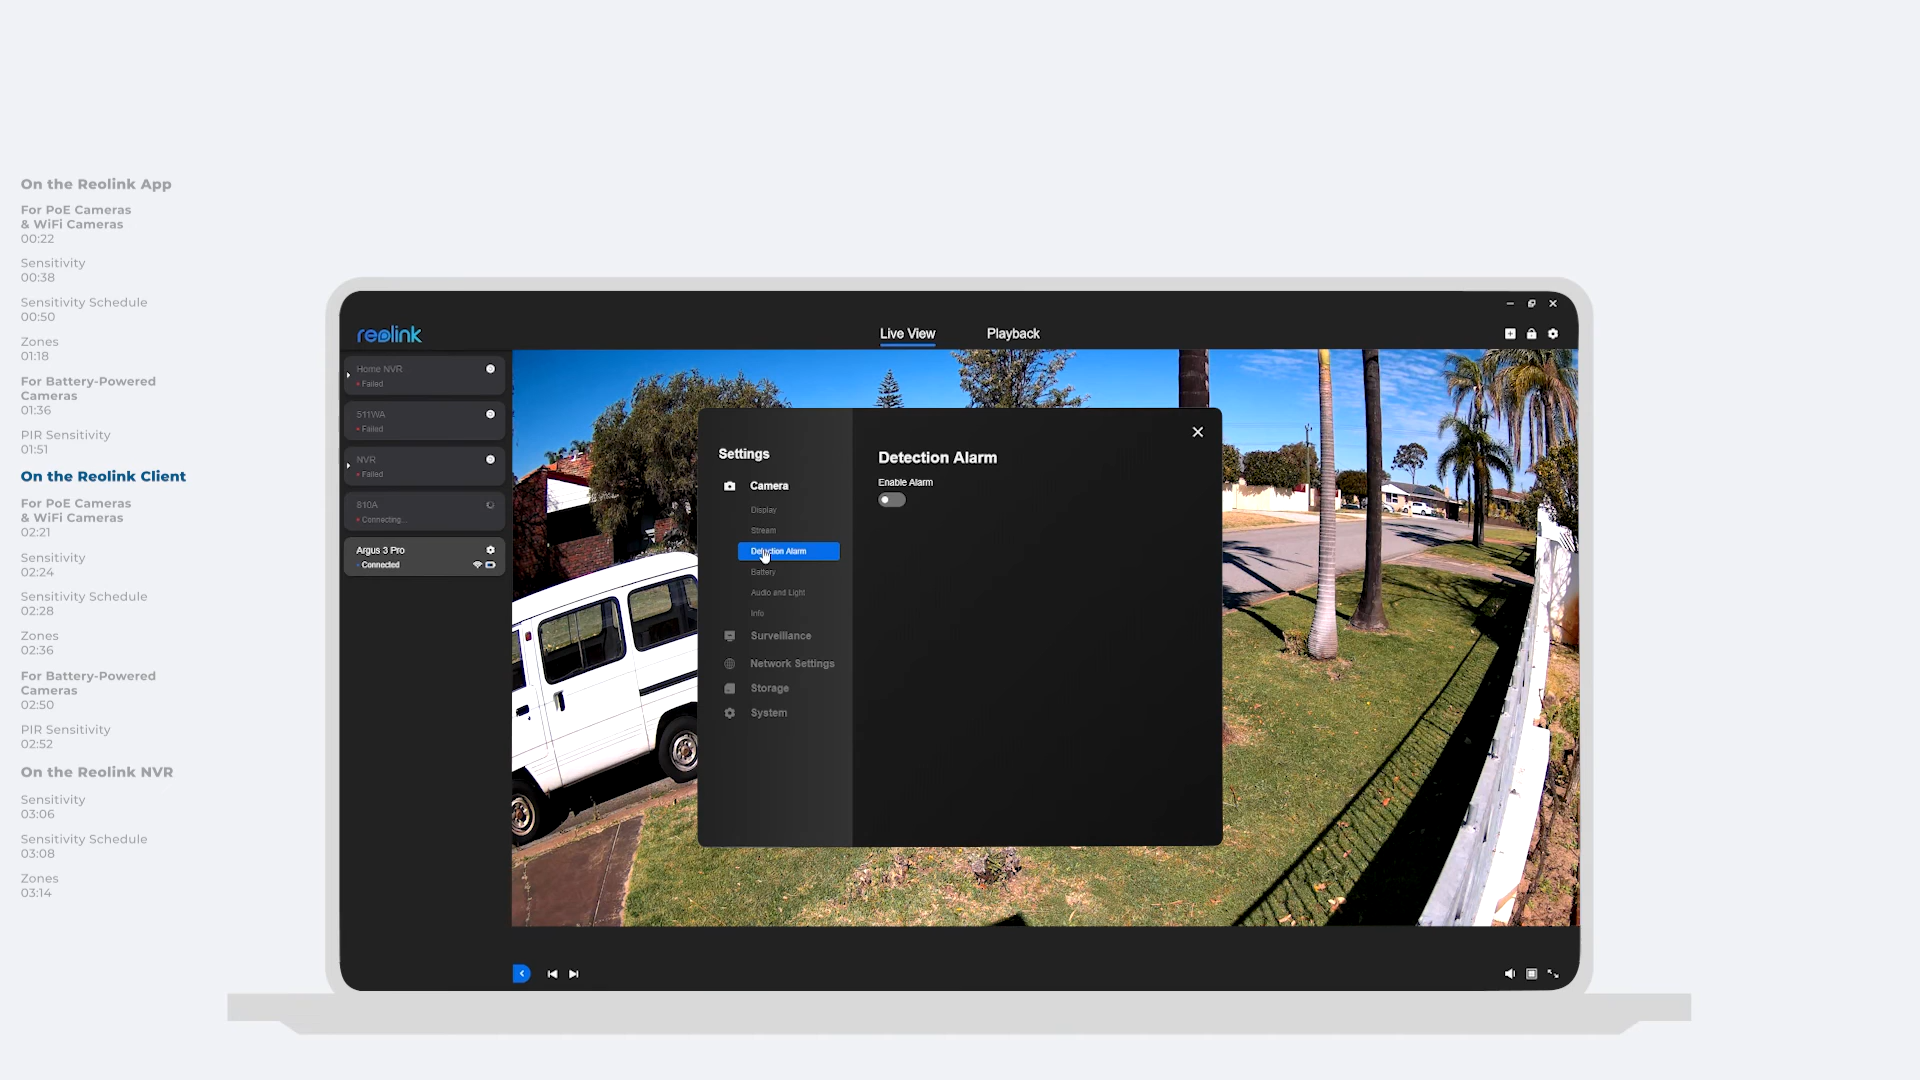 On the Reolink App
For PoE Cameras
& WiFi Cameras
00:22
Sensitivity
00:38
Sensitivity Schedule
00:50
Zones
01:18
For Battery-Powered
Cameras
01:36
PIR Sensitivity
01:51
On the Reolink Client
For PoE Cameras
& WiFi Cameras
02:21
Sensitivity
02:24
Sensitivity Schedule
02:28
Zones
02:36
For Battery-Powered
Cameras
02:50
PIR Sensitivity
02:52
On the Reolink NVR
Sensitivity
03:06
Sensitivity Schedule
03:08
Zones
03:14
reolink
Live View
Playback
Home NVR
Failed
511WA
Failed
NVR
Failed
810A
Connecting...
Argus 3 Pro
Connected
Settings
Camera
Display
Stream
Detection Alarm
Battery
Audio and Light
Info
Surveillance
Network Settings
Storage
System
Detection Alarm
Enable Alarm